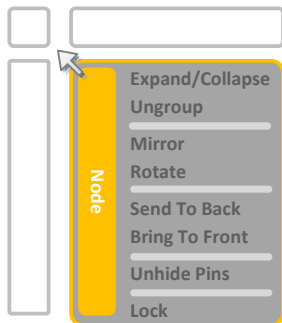 Expand/Collapse
Ungroup
Mirror
Rotate
Node
Send To Back
Bring To Front
Unhide Pins
Lock